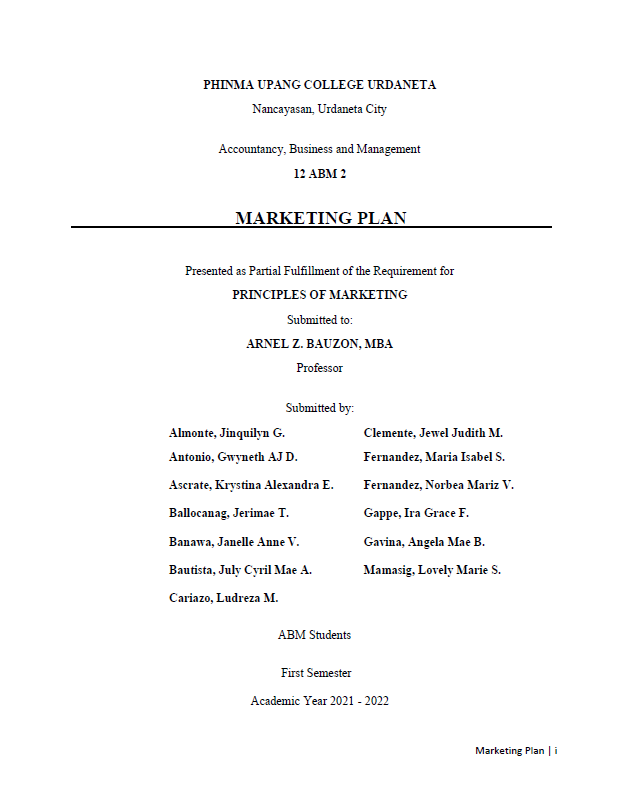 PHINMA UPANG COLLEGE URDANETA
Nancayasan, Urdaneta City
Accountancy, Business and Management
12 ABM 2
MARKETING PLAN
Presented as Partial Fulfillment of the Requirement for
PRINCIPLES OF MARKETING
Submitted to:
ARNEL Z. BAUZON, MBA
Professor
Submitted by:
Almonte, Jinquilyn G. Clemente, Jewel Judith M.
Antonio, Gwyneth AJ D. Fernandez, Maria Isabel S.
Ascrate, Krystina Alexandra E. Fernandez, Norbea Mariz V.
Ballocanag, Jerimae T. Gappe, Ira Grace F.
Banawa, Janelle Anne V. Gavina, Angela Mae B.
Bautista, July Cyril Mae A. Mamasig, Lovely Marie S.
Cariazo, Ludreza M.
ABM Students
First Semester
Academic Year 2021 - 2022
Marketing Plan | i